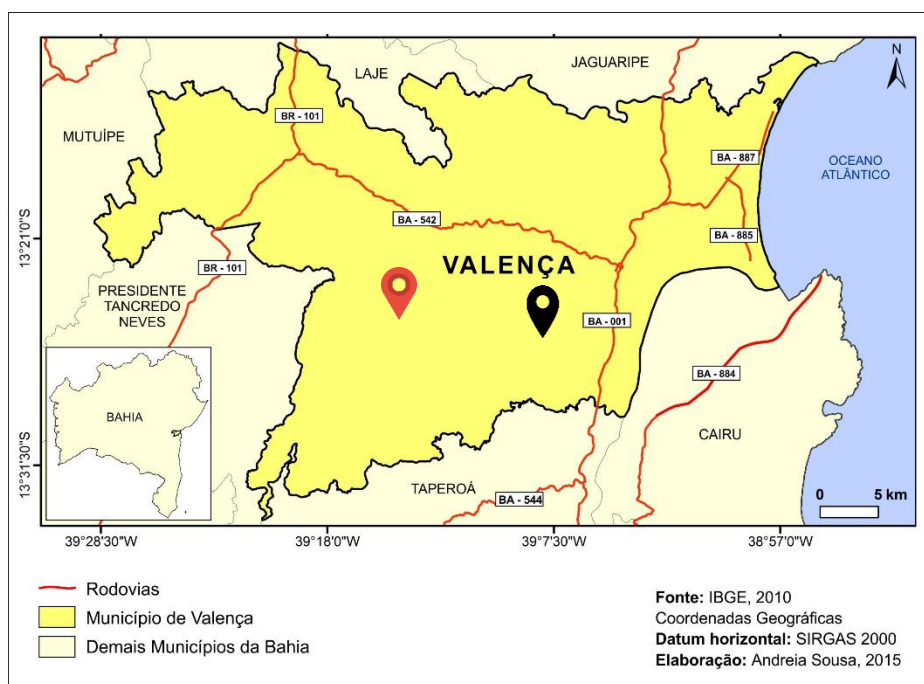 JAGUARIPE
N
LAJE
BR - 101
MUTUÍPE
BA - 887
OCEANO
ATLÂNTICO
BA - 542
BA - 885
13°21'0"S
VALENÇA
BR - 101
PRESIDENTE
TANCREDO
NEVES
BA - 001
BA - 884
BAHIA
CAIRU
13°31'30"S
TAPEROÁ
BA - 544
0 5 km
39°28'30"W 39°18'0"W 39°7'30"W 38°57'0"W
Rodovias
Município de Valença
Demais Municípios da Bahia
Fonte: IBGE, 2010
Coordenadas Geográficas
Datum horizontal: SIRGAS 2000
Elaboração: Andreia Sousa, 2015